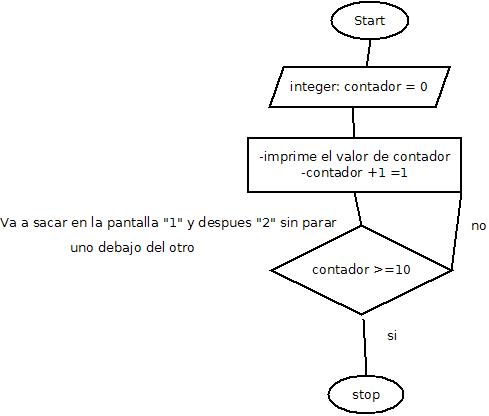 Start
integer: contador = 0
-imprime el valor de contador
-contador +1 =1
Va a sacar en la pantalla "1" y despues "2" sin parar
uno debajo del otro
no
contador >=10
si
stop